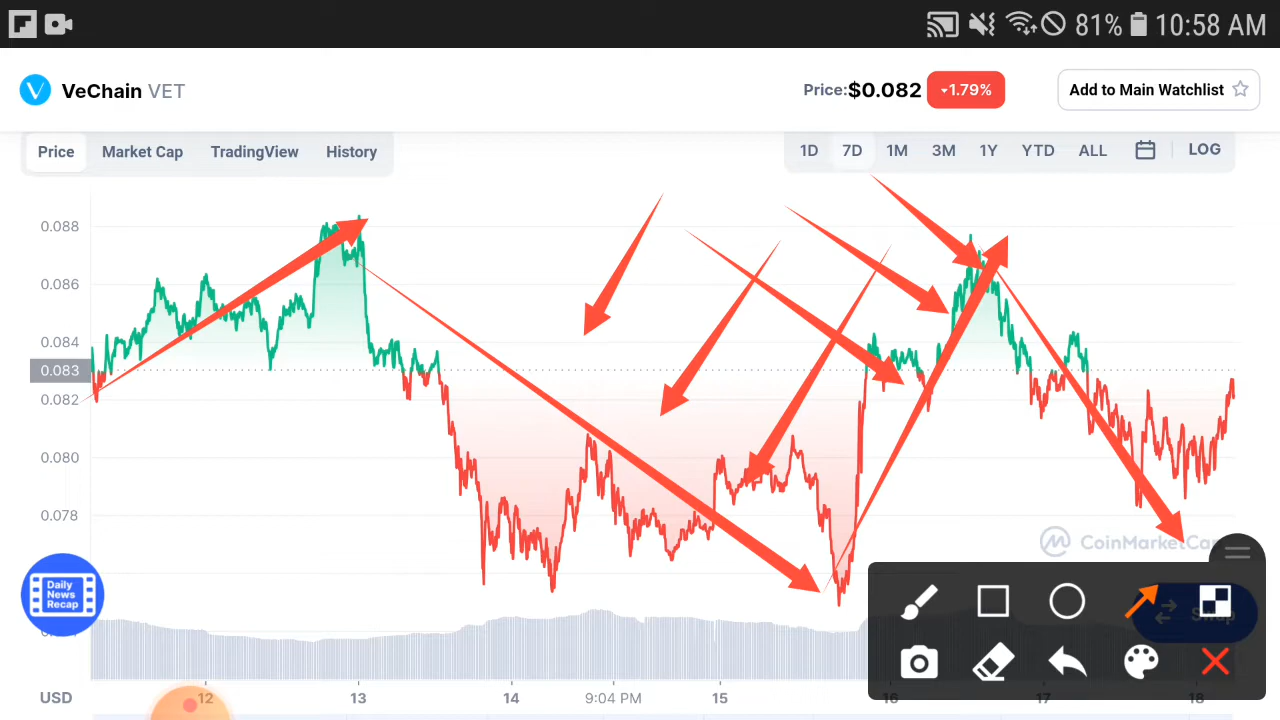 81% 10:58 AM
VeChain VET
Price:$0.082 1.79%
Add to Main Watchlist
Price Market Cap TradingView History
1D 7D 1M 3M 1Y YTD ALL LOG
0.088
0.086
0.084
0.083
0.082
0.080
0.078
CoinMarketCap
Daily
News
Recap
Swap
USD 12 13 14 9:04 PM 15 16 17 18